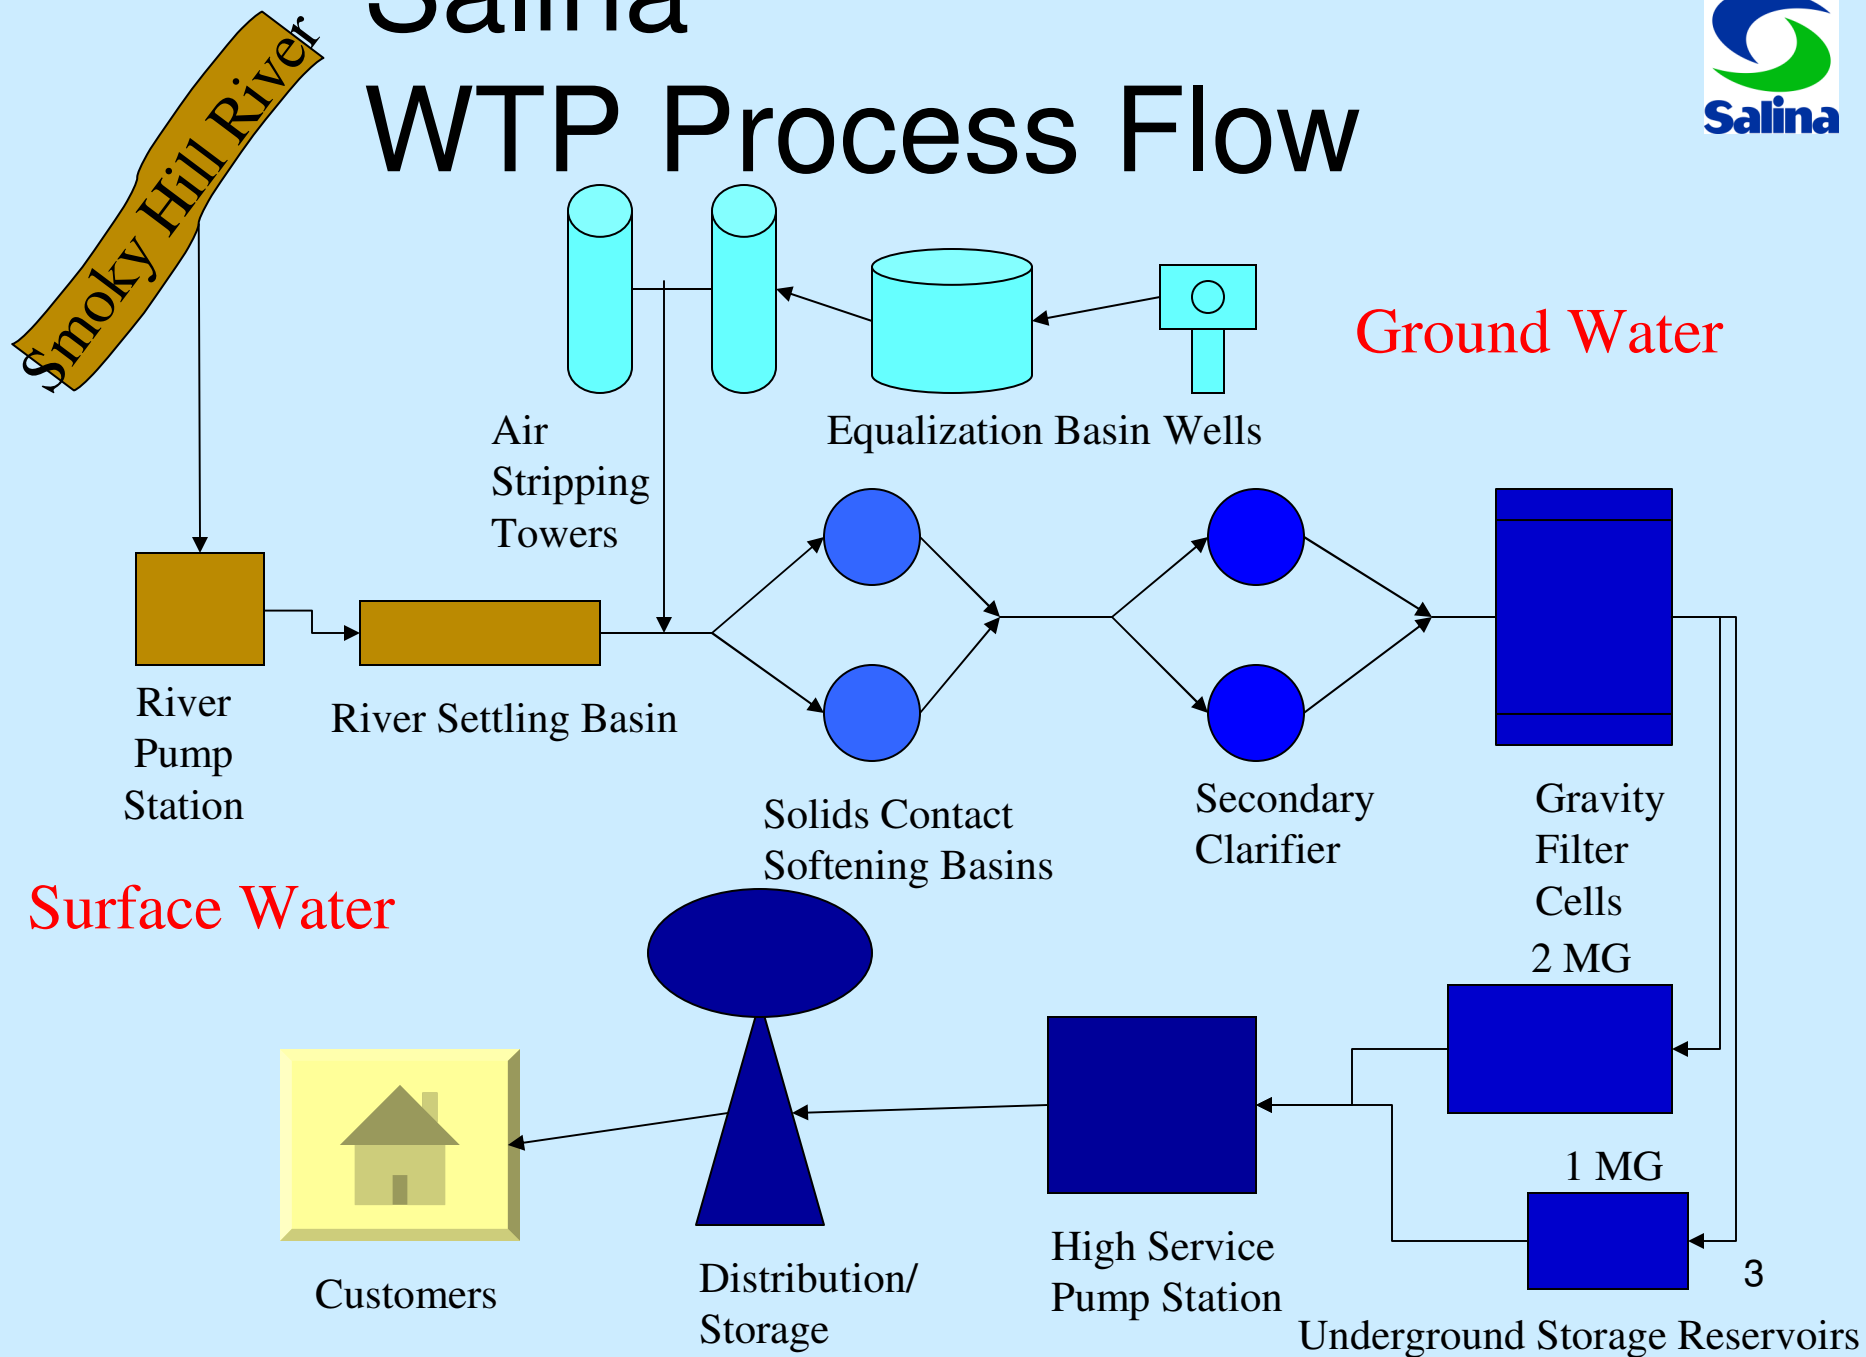 Salina
WTP Process Flow
Salina
Smoky Hill River
Ground Water
Air
Stripping
Towers
Equalization Basin Wells
River
Pump
Station
River Settling Basin
Solids Contact
Softening Basins
Secondary
Clarifier
Gravity
Filter
Cells
Surface Water
2 MG
1 MG
Customers
Distribution/
Storage
High Service
Pump Station
3
Underground Storage Reservoirs